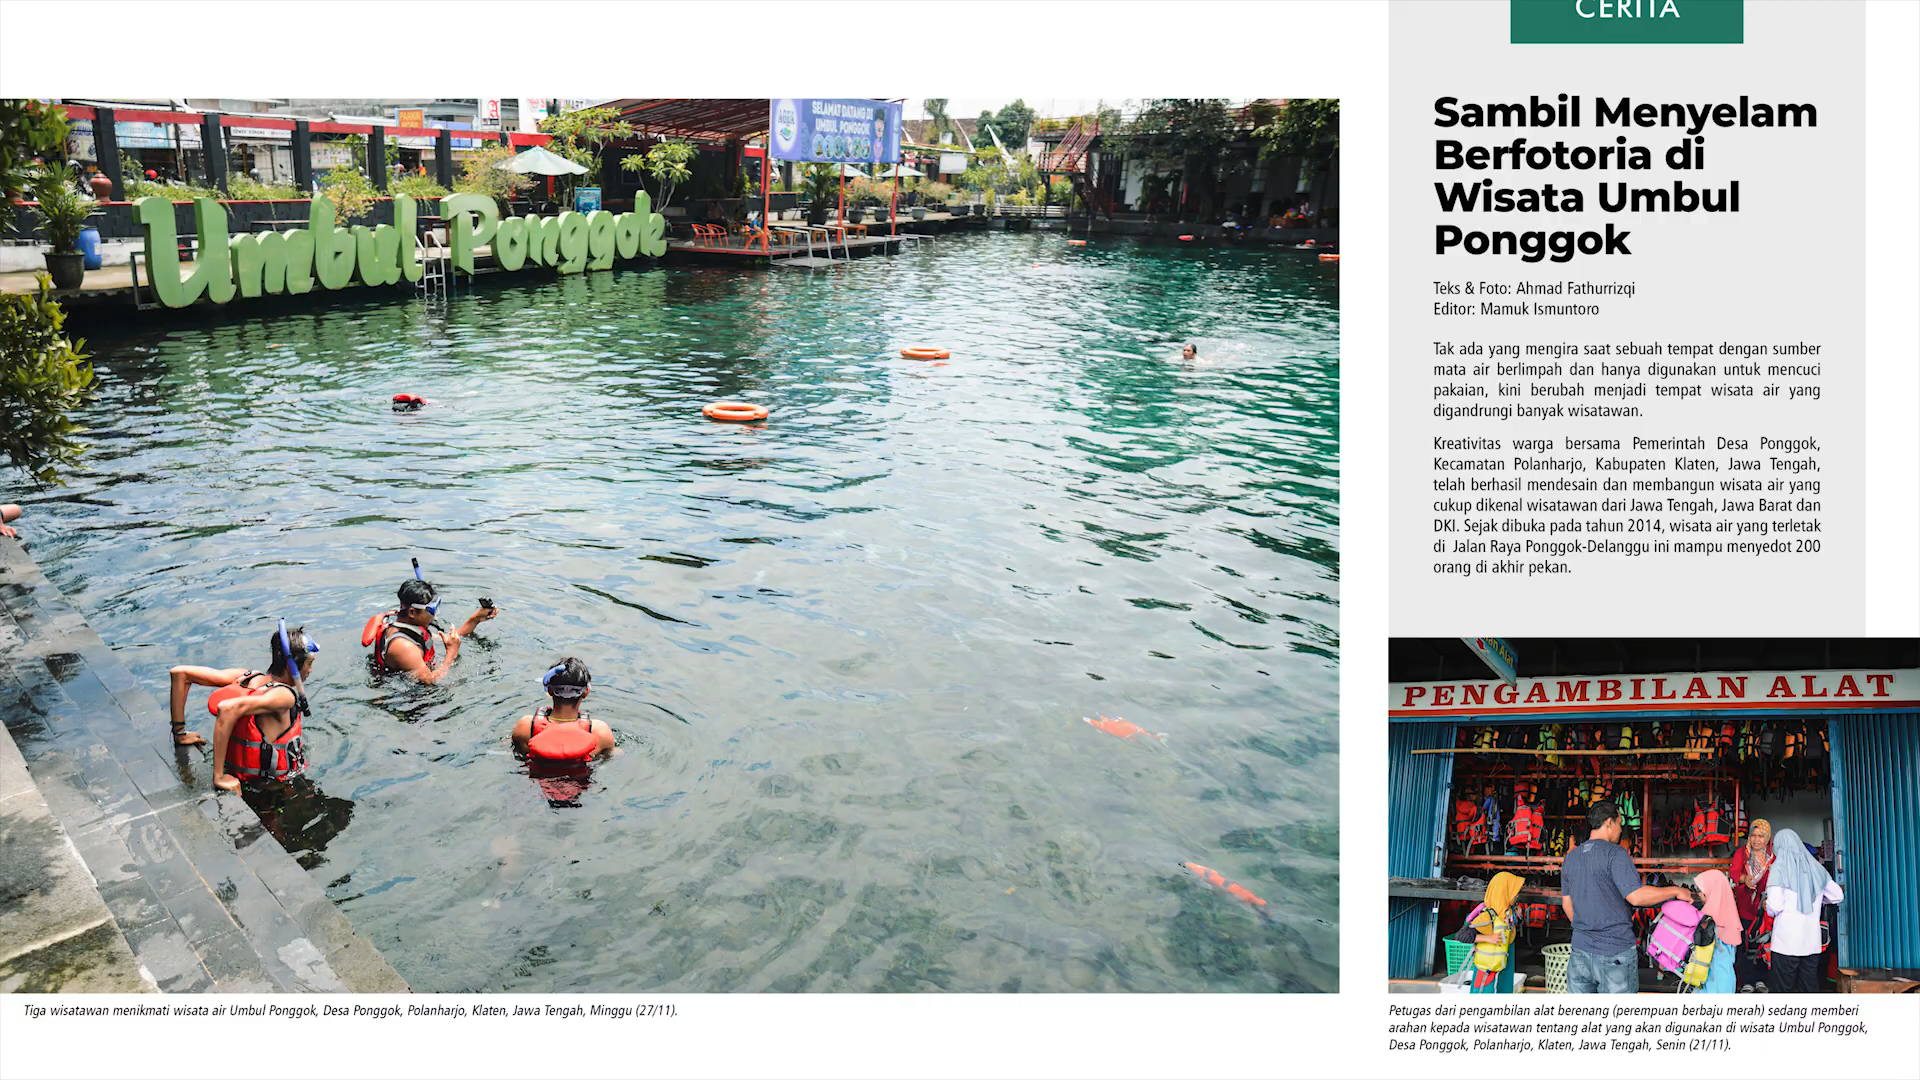 CERITA
Sambil Menyelam
Berfotoria di
Wisata Umbul
Ponggok
Teks & Foto: Ahmad Fathurrizqi
Editor: Mamuk Ismuntoro
Tak ada yang mengira saat sebuah tempat dengan sumber
mata air berlimpah dan hanya digunakan untuk mencuci
pakaian, kini berubah menjadi tempat wisata air yang
digandrungi banyak wisatawan.
Kreativitas warga bersama Pemerintah Desa Ponggok,
Kecamatan Polanharjo, Kabupaten Klaten, Jawa Tengah,
telah berhasil mendesain dan membangun wisata air yang
cukup dikenal wisatawan dari Jawa Tengah, Jawa Barat dan
DKI. Sejak dibuka pada tahun 2014, wisata air yang terletak
di Jalan Raya Ponggok-Delanggu ini mampu menyedot 200
orang di akhir pekan.
SELAMAT DATANG DI
UMBUL PONGGOK
Umbul Ponggok
PENGAMBILAN ALAT
Tiga wisatawan menikmati wisata air Umbul Ponggok, Desa Ponggok, Polanharjo, Klaten, Jawa Tengah, Minggu (27/11).
Petugas dari pengambilan alat berenang (perempuan berbaju merah) sedang memberi
arahan kepada wisatawan tentang alat yang akan digunakan di wisata Umbul Ponggok,
Desa Ponggok, Polanharjo, Klaten, Jawa Tengah, Senin (21/11).